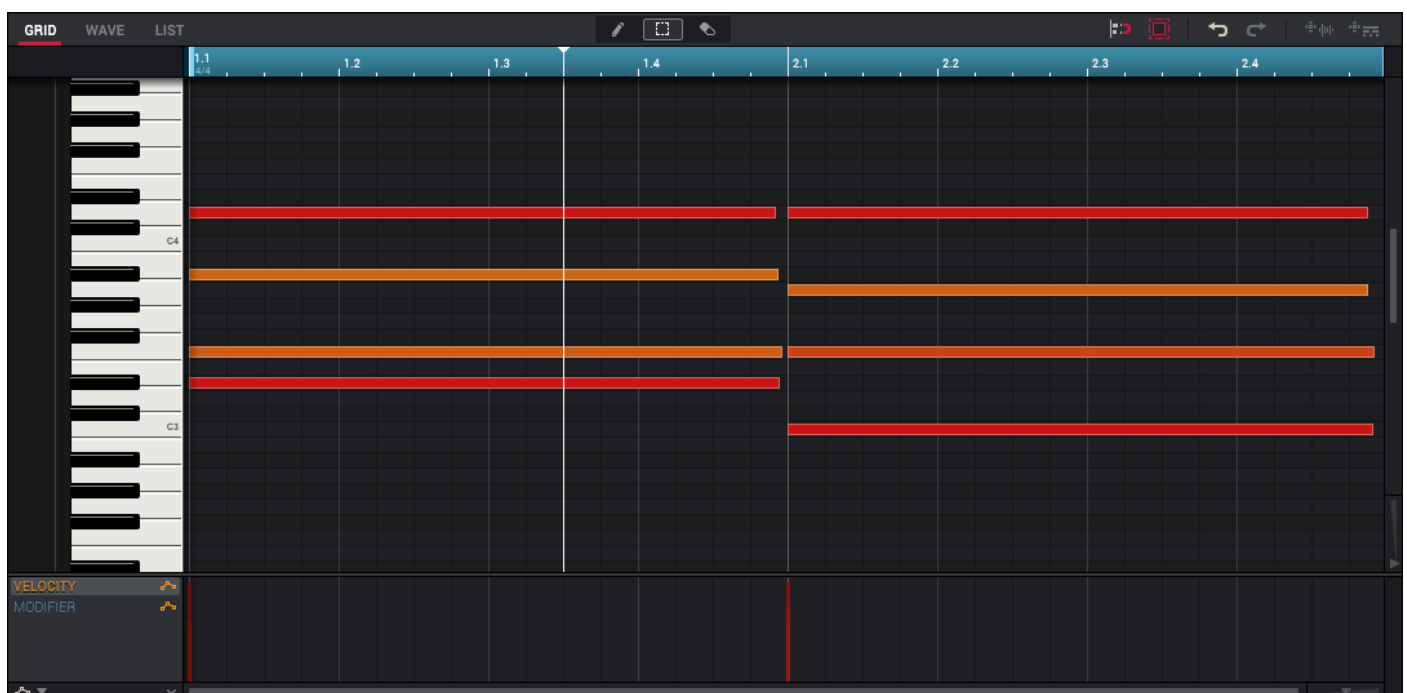 GRID WAVE LIST
1.1 1.2 1.3 1.4 2.1 2.2 2.3 2.4
4/4
C4
C3
VELOCITY
MODIFIER